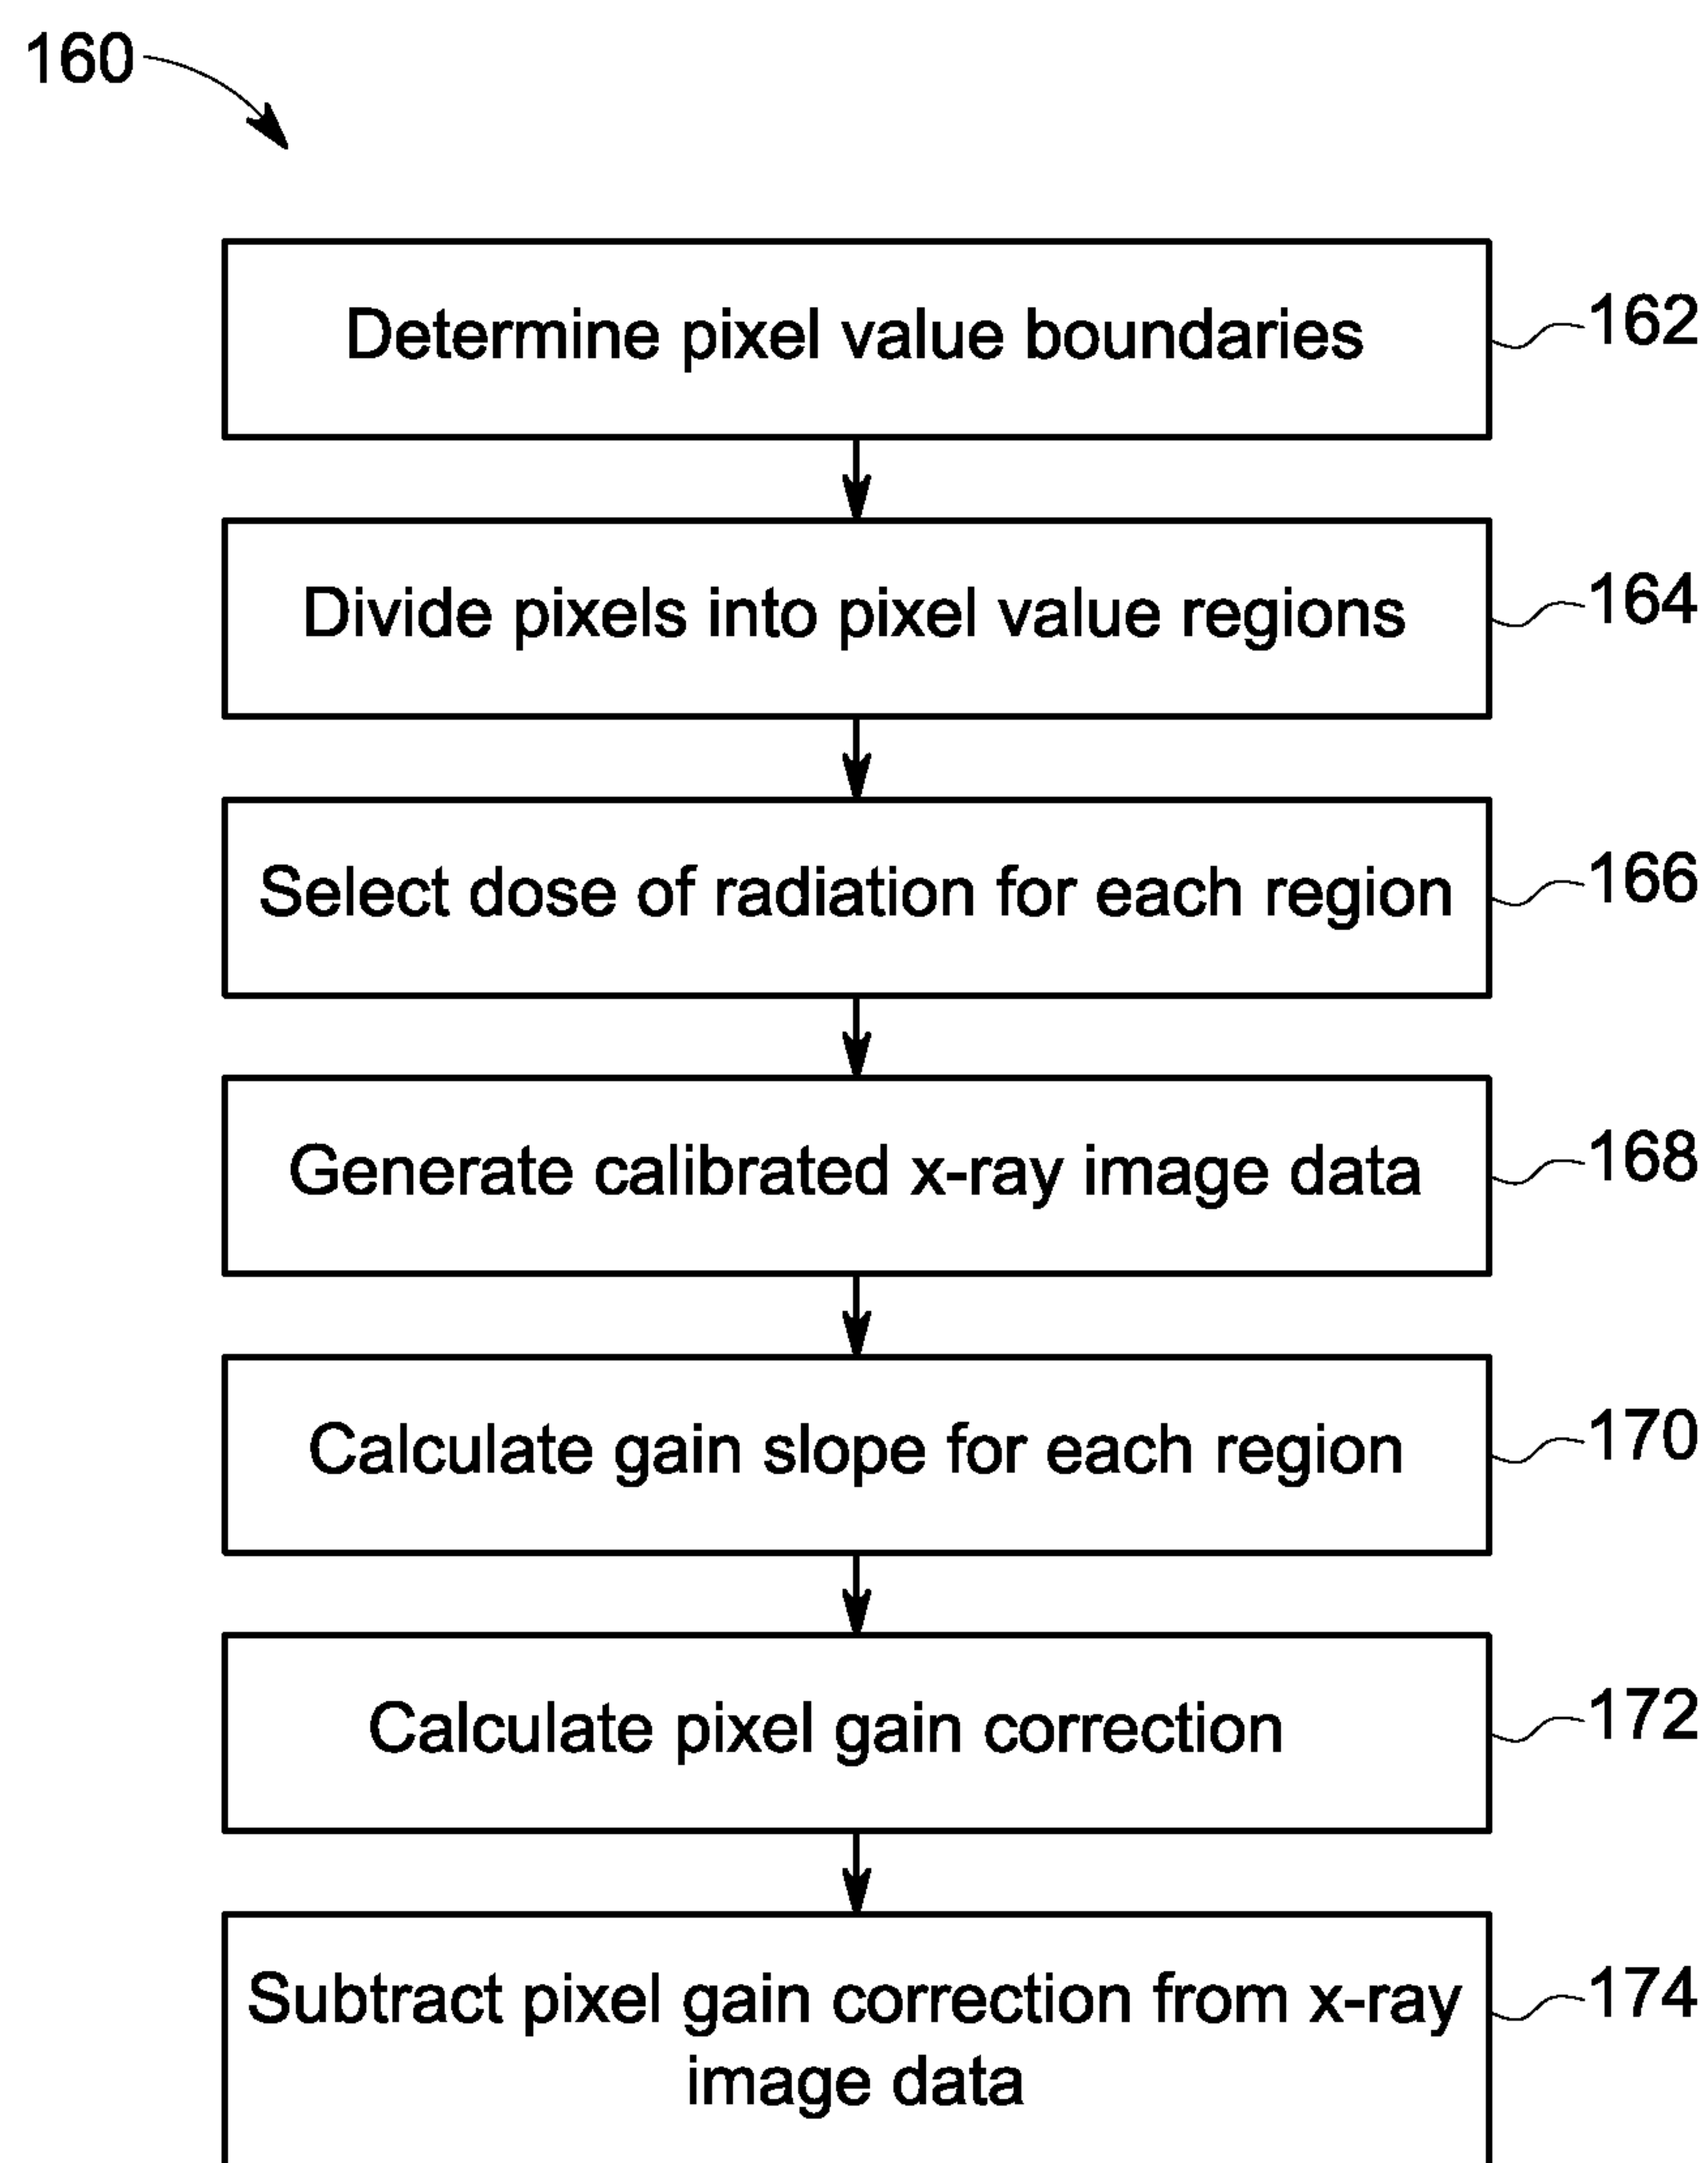 160
Determine pixel value boundaries
162
Divide pixels into pixel value regions
164
Select dose of radiation for each region
166
Generate calibrated x-ray image data
168
Calculate gain slope for each region
170
Calculate pixel gain correction
172
Subtract pixel gain correction from x-ray
image data
174